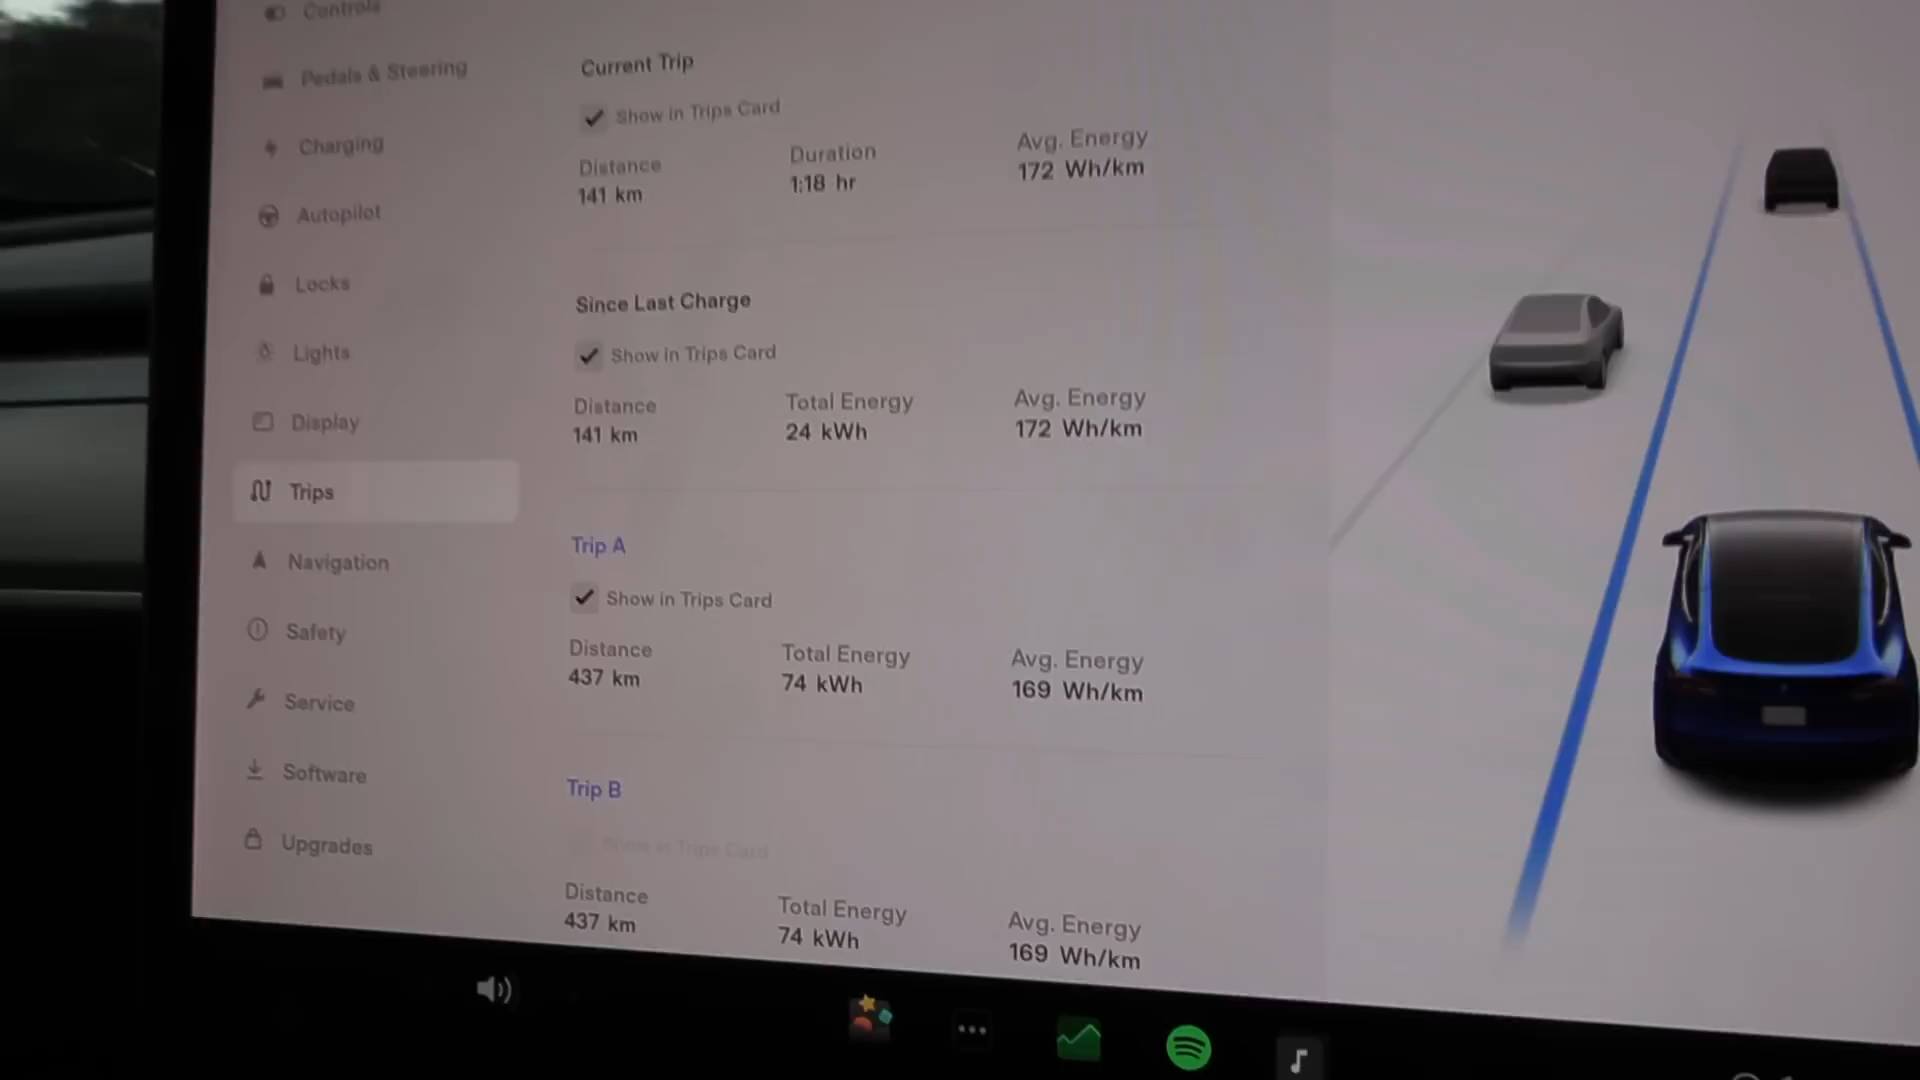 Controls
Pedals & Steering
Charging
Autopilot
Locks
Lights
Display
Trips
Navigation
Safety
Service
Software
Upgrades
Current Trip
Show in Trips Card
Distance Duration Avg. Energy
141 km 1:18 hr 172 Wh/km
Since Last Charge
Show in Trips Card
Distance Total Energy Avg. Energy
141 km 24 kWh 172 Wh/km
Trip A
Show in Trips Card
Distance Total Energy Avg. Energy
437 km 74 kWh 169 Wh/km
Trip B
Show in Trips Card
Distance Total Energy Avg. Energy
437 km 74 kWh 169 Wh/km